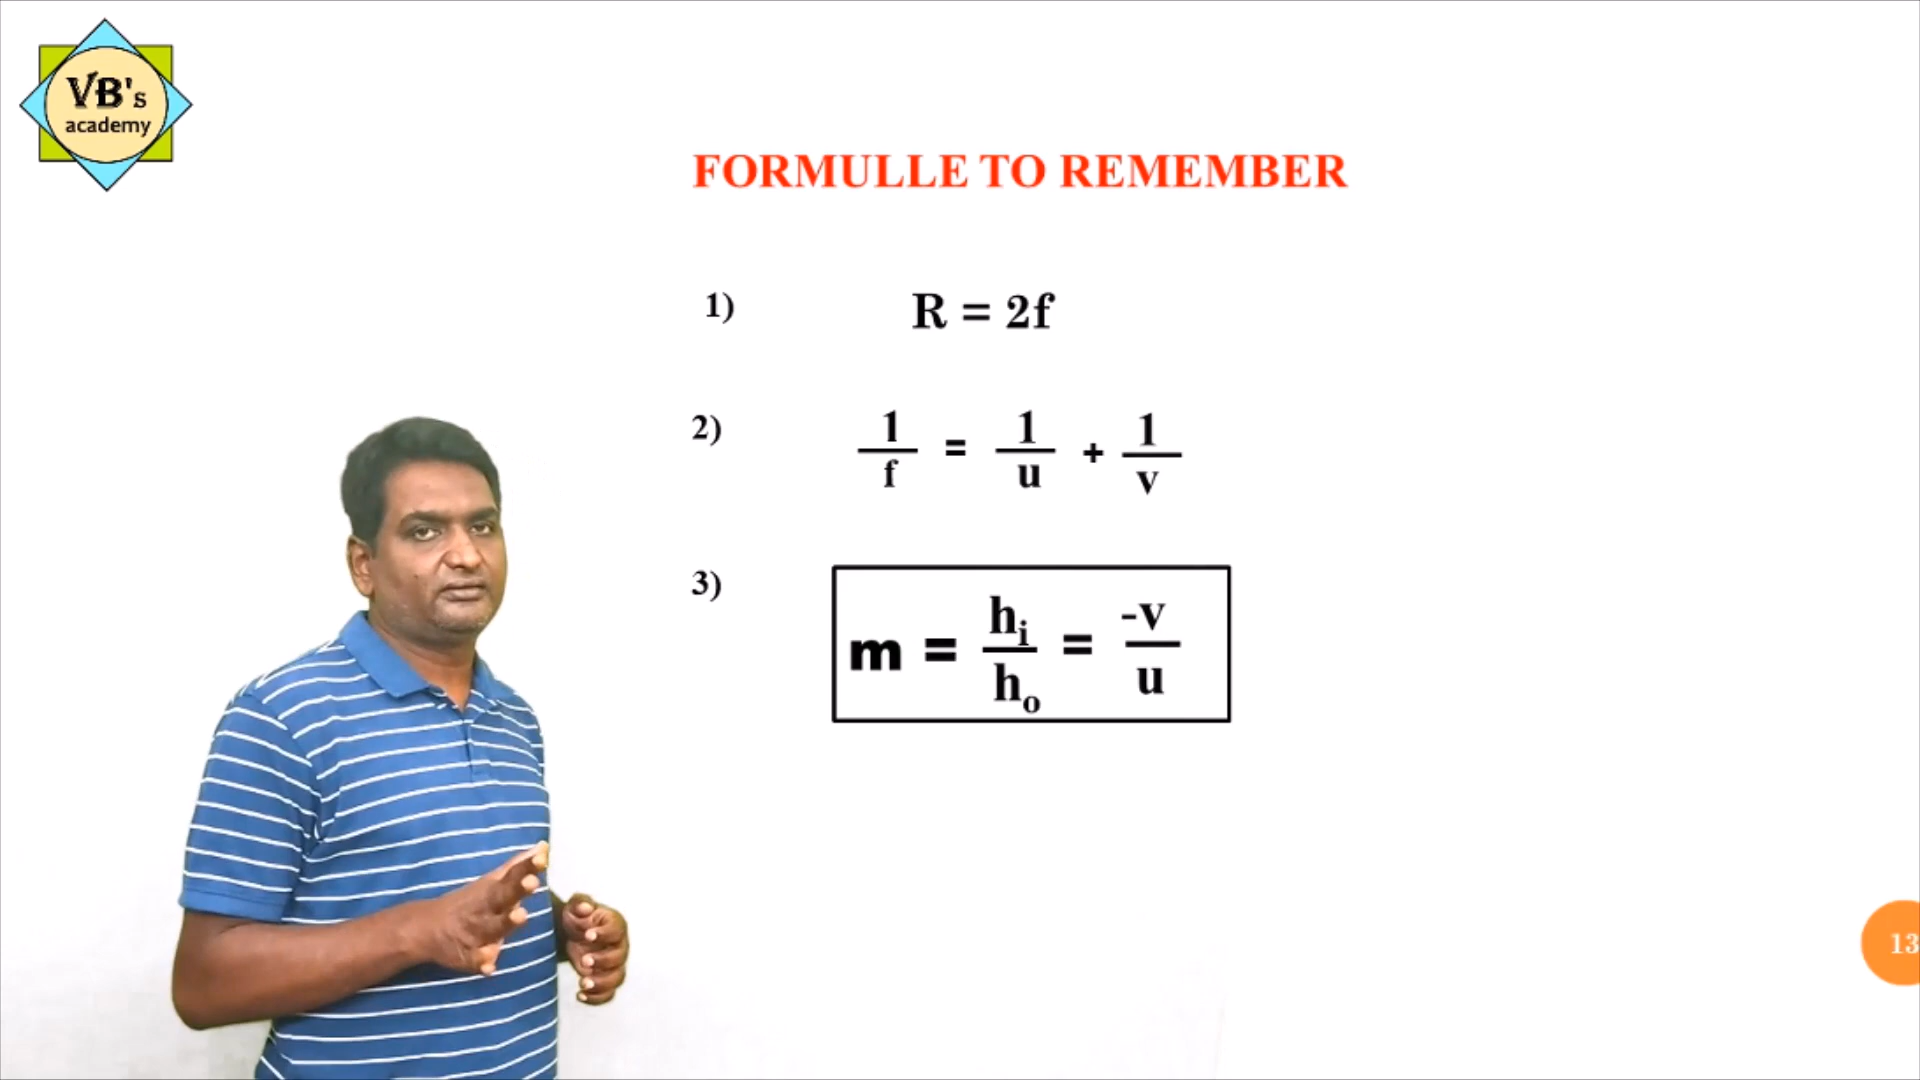 VB's
academy
FORMULLE TO REMEMBER
1) R = 2f
2) 1/f = 1/u + 1/v
3) m = hᵢ/hₒ = -v/u
13